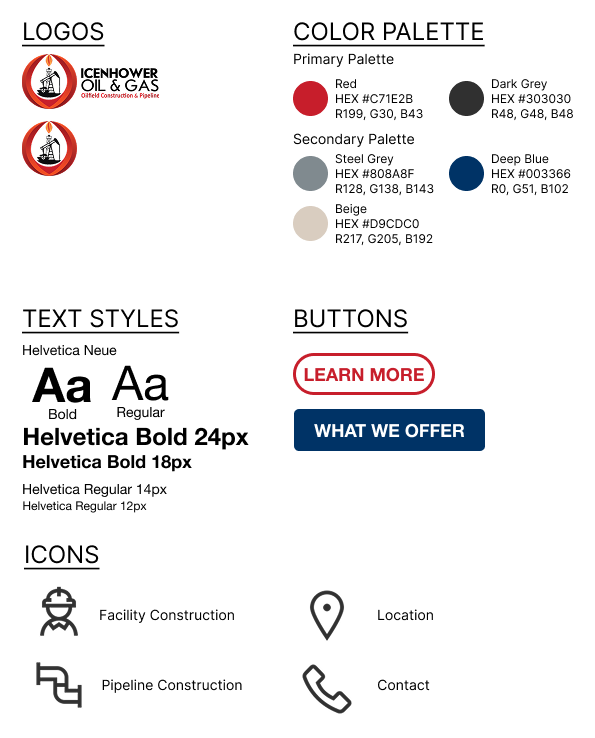 LOGOS
ICENHOWER
OIL & GAS
Oilfield Construction & Pipeline
COLOR PALETTE
Primary Palette
Red
HEX #C71E2B
R199, G30, B43
Dark Grey
HEX #303030
R48, G48, B48
Secondary Palette
Steel Grey
HEX #808A8F
R128, G138, B143
Deep Blue
HEX #003366
R0, G51, B102
Beige
HEX #D9CDC0
R217, G205, B192
TEXT STYLES
Helvetica Neue
Aa
Bold
Aa
Regular
Helvetica Bold 24px
Helvetica Bold 18px
Helvetica Regular 14px
Helvetica Regular 12px
BUTTONS
LEARN MORE
WHAT WE OFFER
ICONS
Facility Construction
Location
Pipeline Construction
Contact